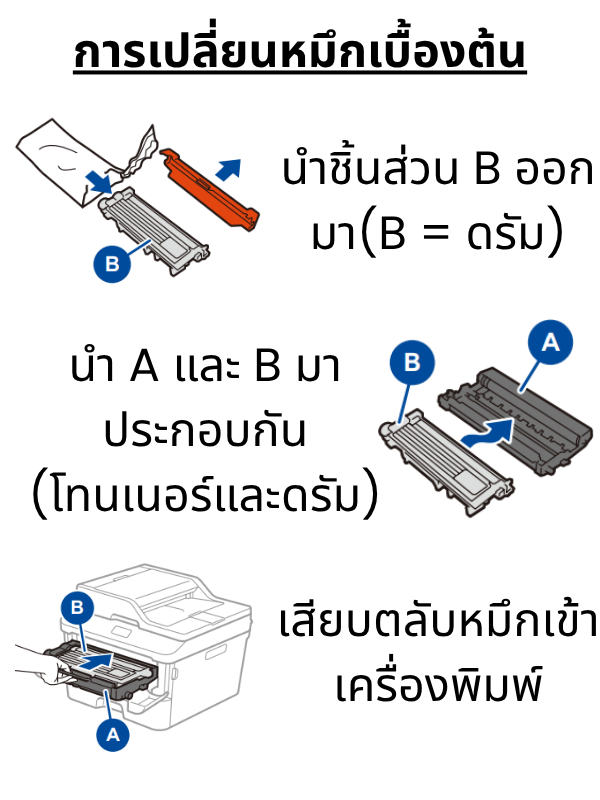 การเปลี่ยนหมึกเบื้องต้น
นำชิ้นส่วน B ออก
มา(B = ดรัม)
B
A
B
นำ A และ B มา
ประกอบกัน
(โทนเนอร์และดรัม)
B
เสียบตลับหมึกเข้า
เครื่องพิมพ์
A